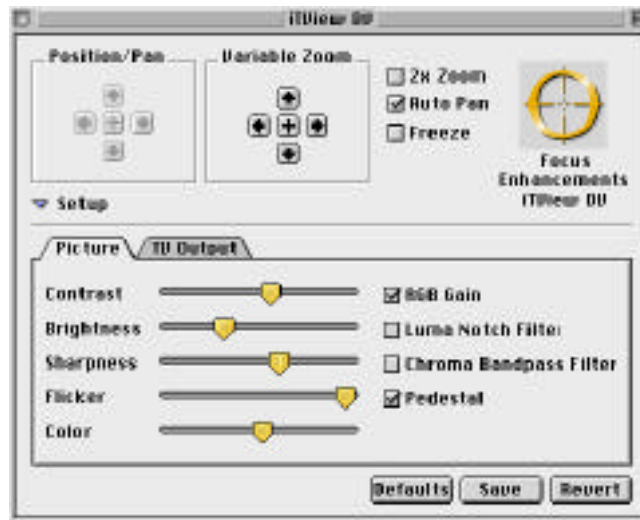 iTView DV
Position/Pan
Variable Zoom
2x Zoom
Auto Pan
Freeze
Focus
Enhancements
iTView DV
Setup
Picture
TV Output
Contrast
RGB Gain
Brightness
Luma Notch Filter
Sharpness
Chroma Bandpass Filter
Flicker
Pedestal
Color
Defaults
Save
Revert